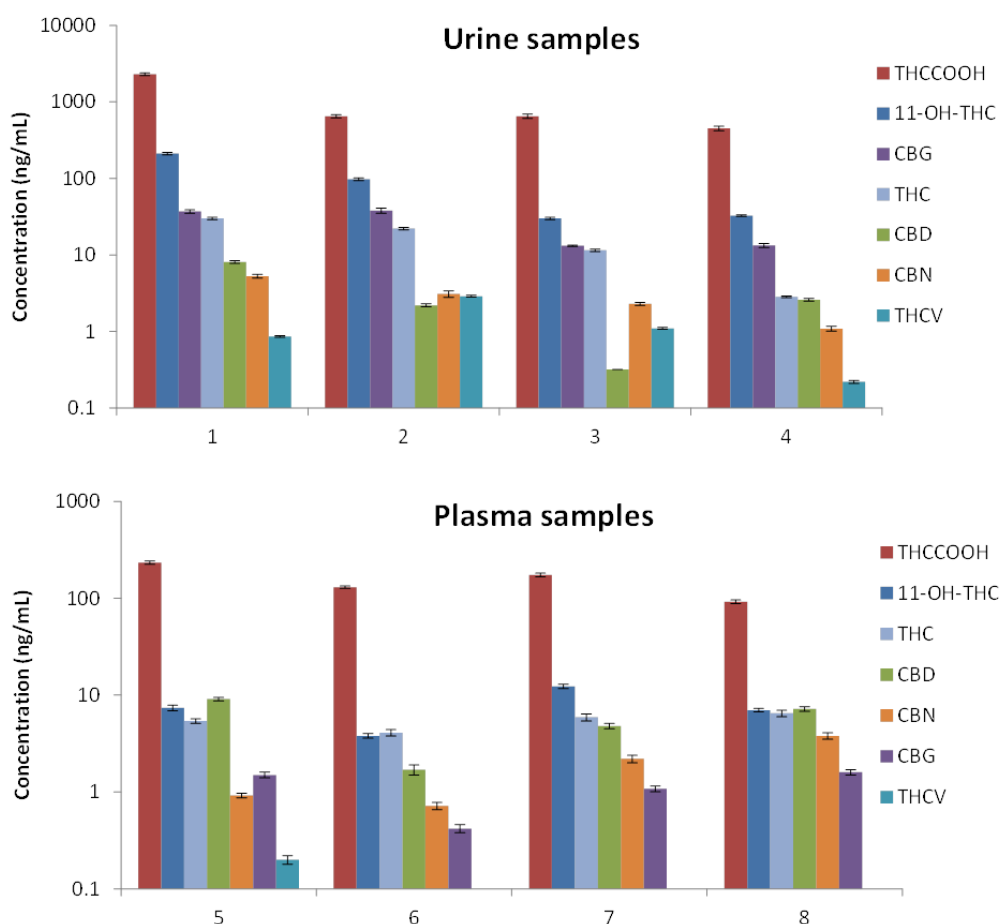 Urine samples
Concentration (ng/mL)
10000
1000
100
10
1
0.1
1
2
3
4
THCCOOH
11-OH-THC
CBG
THC
CBD
CBN
THCV
Plasma samples
Concentration (ng/mL)
1000
100
10
1
0.1
5
6
7
8
THCCOOH
11-OH-THC
THC
CBD
CBN
CBG
THCV